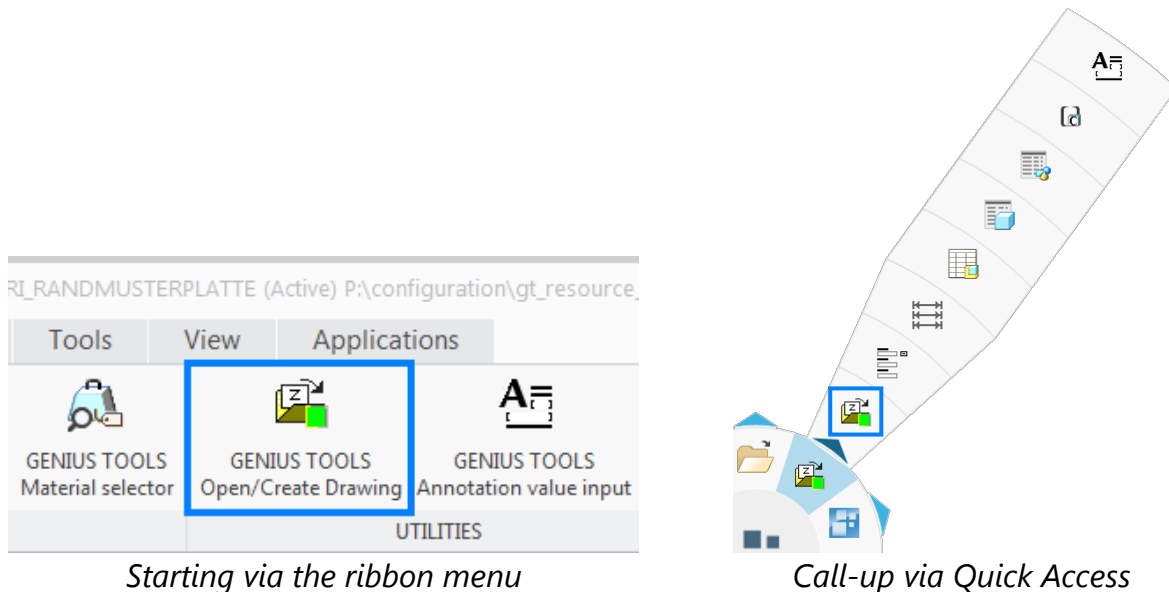 RI_RANDMUSTERPLATTE (Active) P:\configuration\gt_resource_
Tools View Applications
GENIUS TOOLS
Material selector
GENIUS TOOLS
Open/Create Drawing
GENIUS TOOLS
Annotation value input
UTILITIES
Starting via the ribbon menu
Call-up via Quick Access